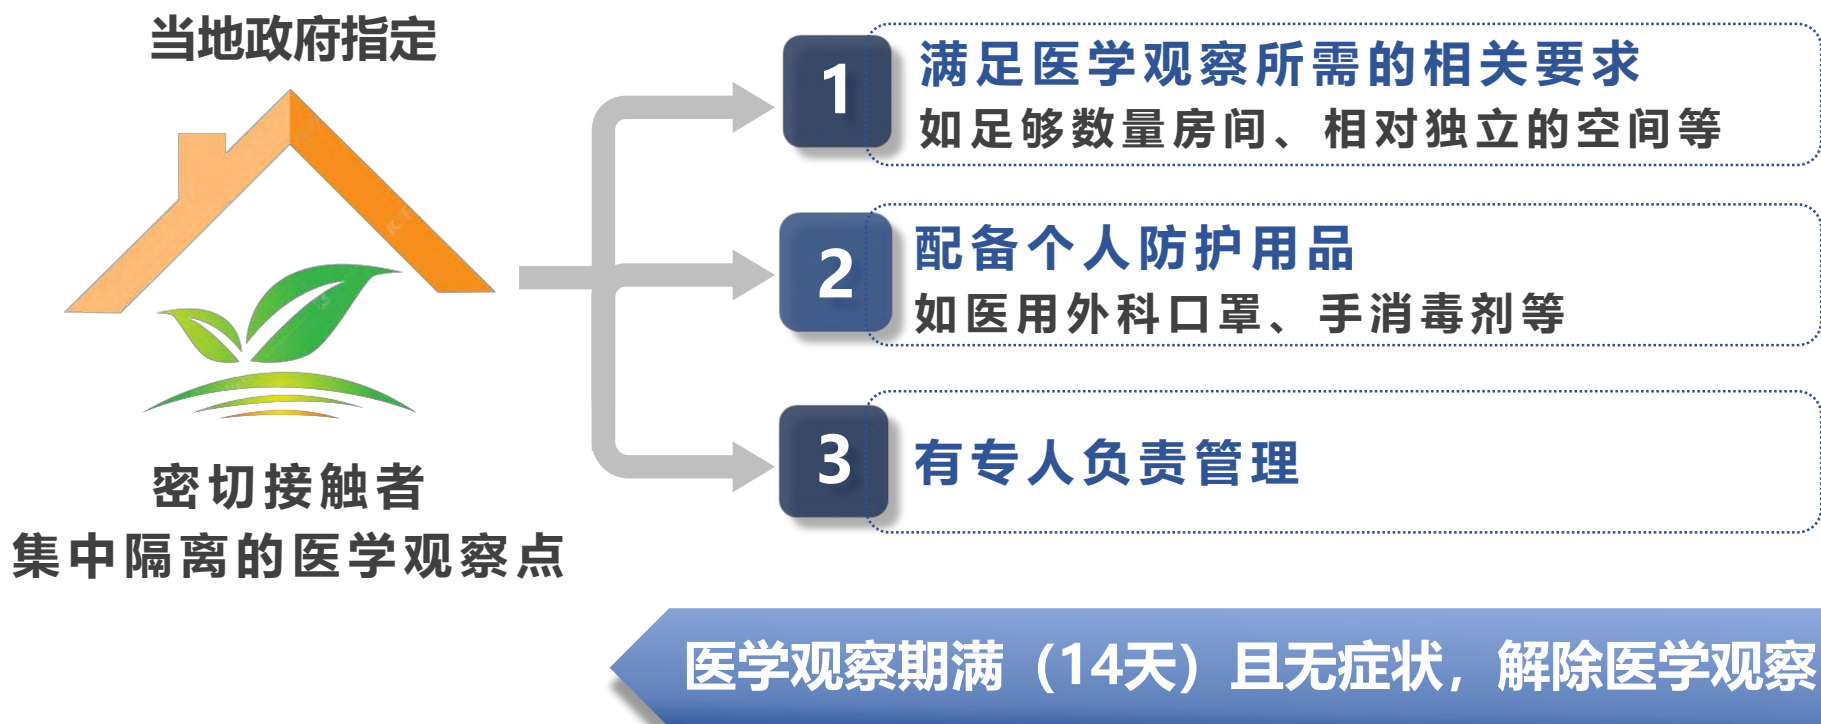 当地政府指定
密切接触者
集中隔离的医学观察点
1
满足医学观察所需的相关要求
如足够数量房间、相对独立的空间等
2
配备个人防护用品
如医用外科口罩、手消毒剂等
3
有专人负责管理
医学观察期满（14天）且无症状，解除医学观察